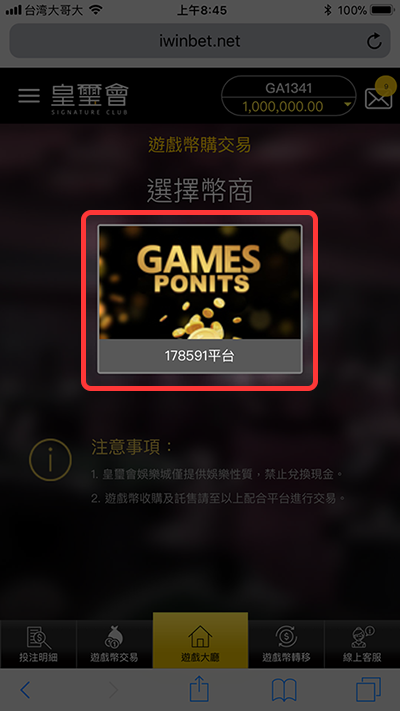 台湾大哥大 上午8:45 100%
iwinbet.net
皇璽會 GA1341 9
SIGNATURE CLUB 1,000,000.00
遊戲幣購交易
選擇幣商
GAMES
PONITS
178591平台
注意事項：
1. 皇璽會娛樂城僅提供娛樂性質，禁止兌換現金。
2. 遊戲幣收購及託售請至以上配合平台進行交易。
投注明細 遊戲幣交易 遊戲大廳 遊戲幣轉移 線上客服